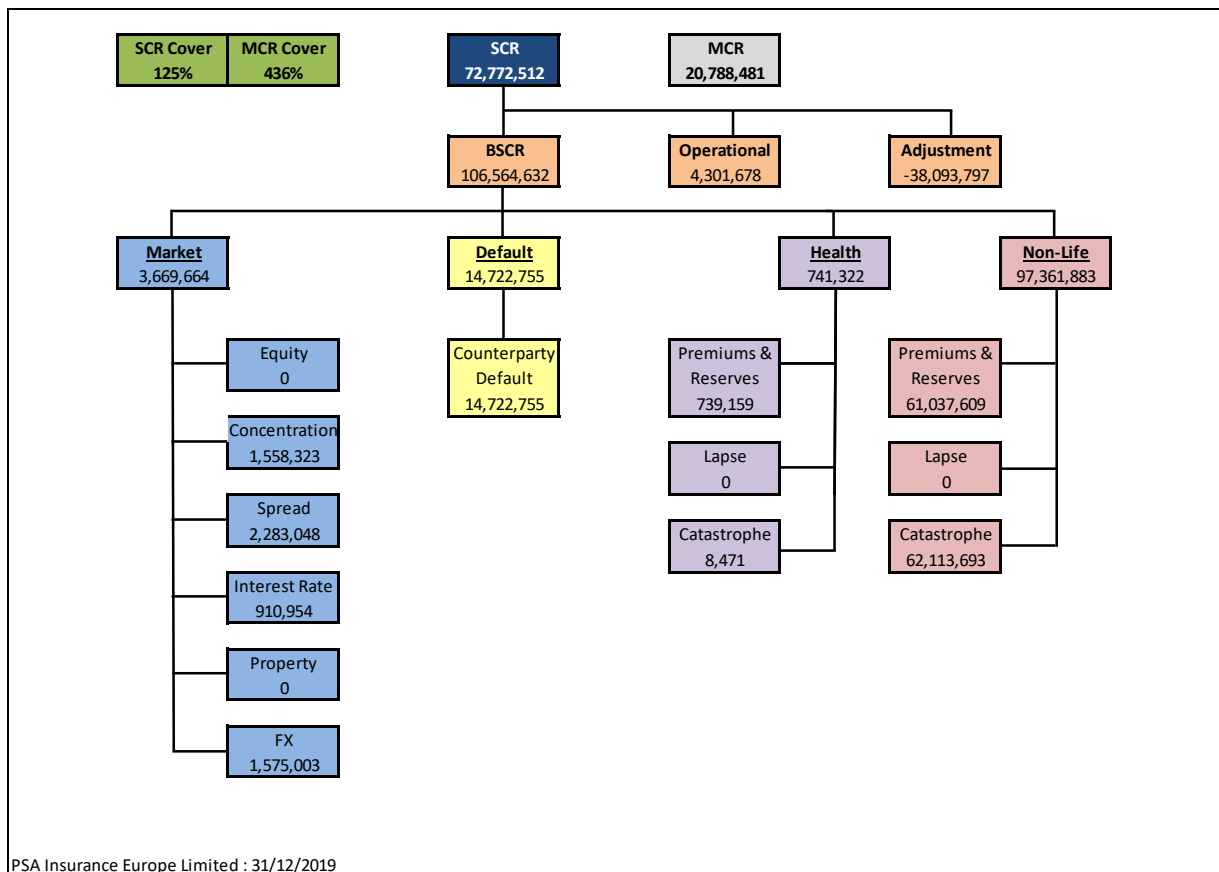 SCR Cover
125%
MCR Cover
436%
SCR
72,772,512
MCR
20,788,481
BSCR
106,564,632
Operational
4,301,678
Adjustment
-38,093,797
Market
3,669,664
Default
14,722,755
Health
741,322
Non-Life
97,361,883
Equity
0
Concentration
1,558,323
Spread
2,283,048
Interest Rate
910,954
Property
0
FX
1,575,003
Counterparty
Default
14,722,755
Premiums &
Reserves
739,159
Lapse
0
Catastrophe
8,471
Premiums &
Reserves
61,037,609
Lapse
0
Catastrophe
62,113,693
PSA Insurance Europe Limited : 31/12/2019